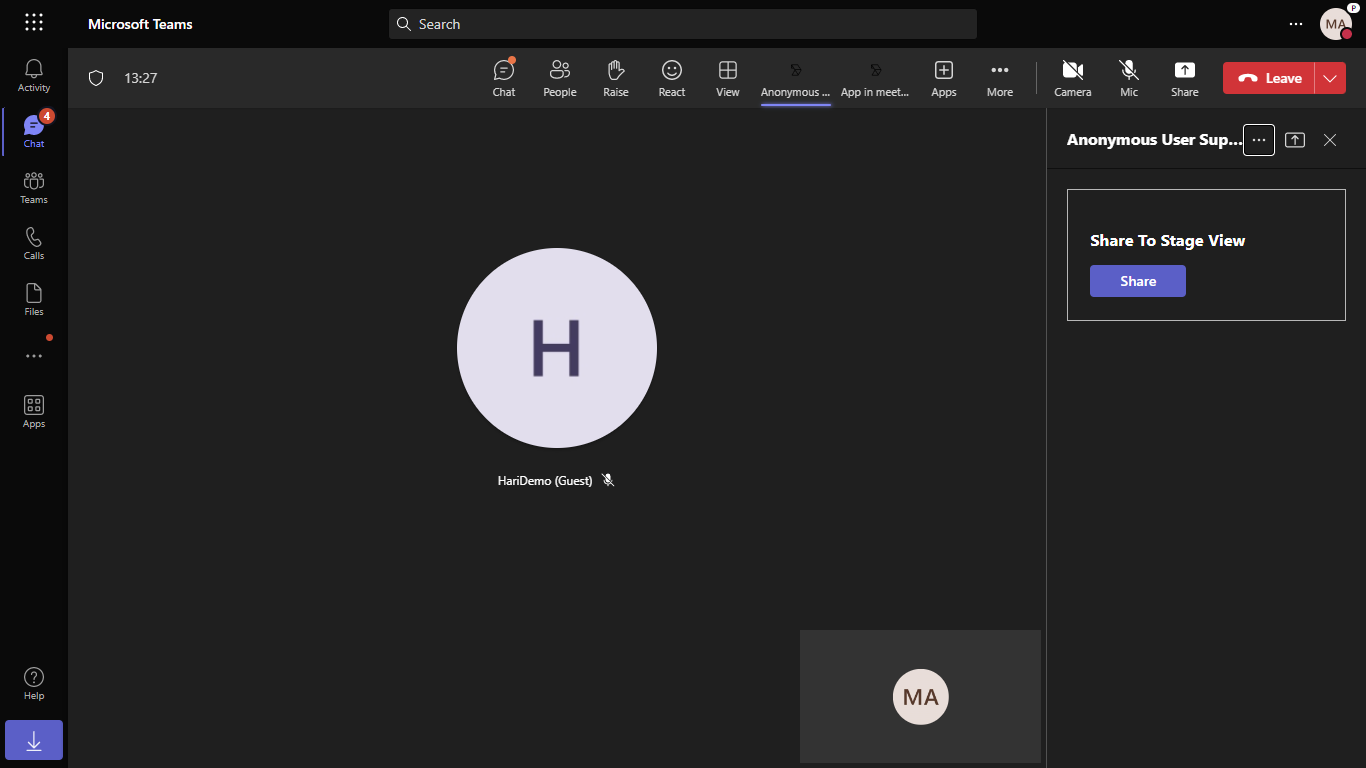 Microsoft Teams
Search
MA
P
Activity
4
Chat
Teams
Calls
Files
Apps
Help
13:27
Chat
People
Raise
React
View
Anonymous ...
App in meet...
Apps
More
Camera
Mic
Share
Leave
H
HariDemo (Guest)
MA
Anonymous User Sup...
Share To Stage View
Share